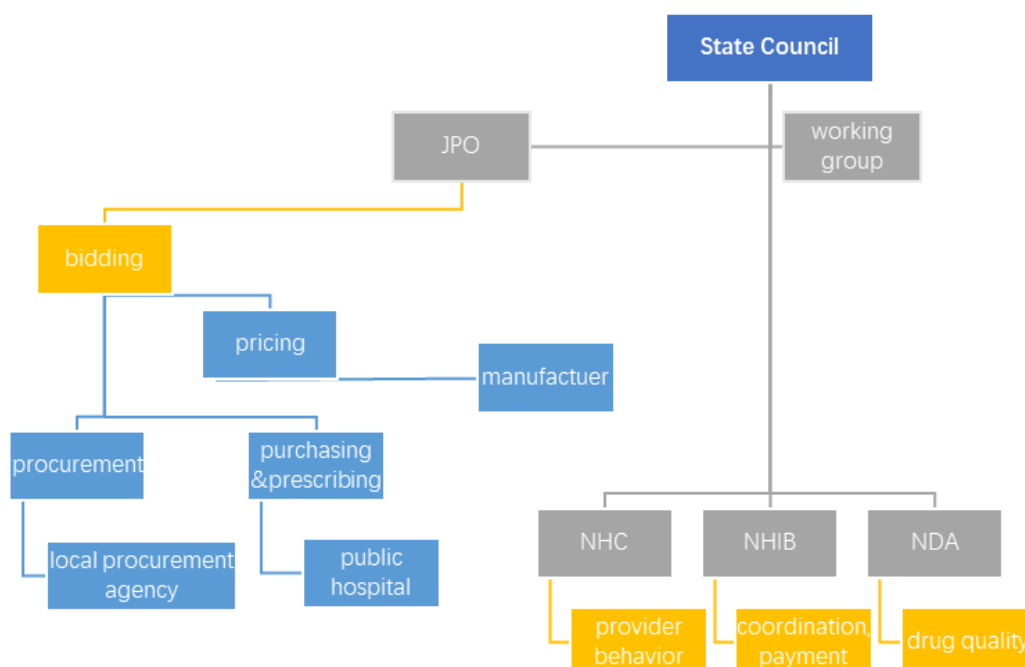 State Council
JPO
working
group
bidding
pricing
manufactuer
procurement
purchasing
&prescribing
local procurement
agency
public
hospital
NHC
NHIB
NDA
provider
behavior
coordination,
payment
drug quality